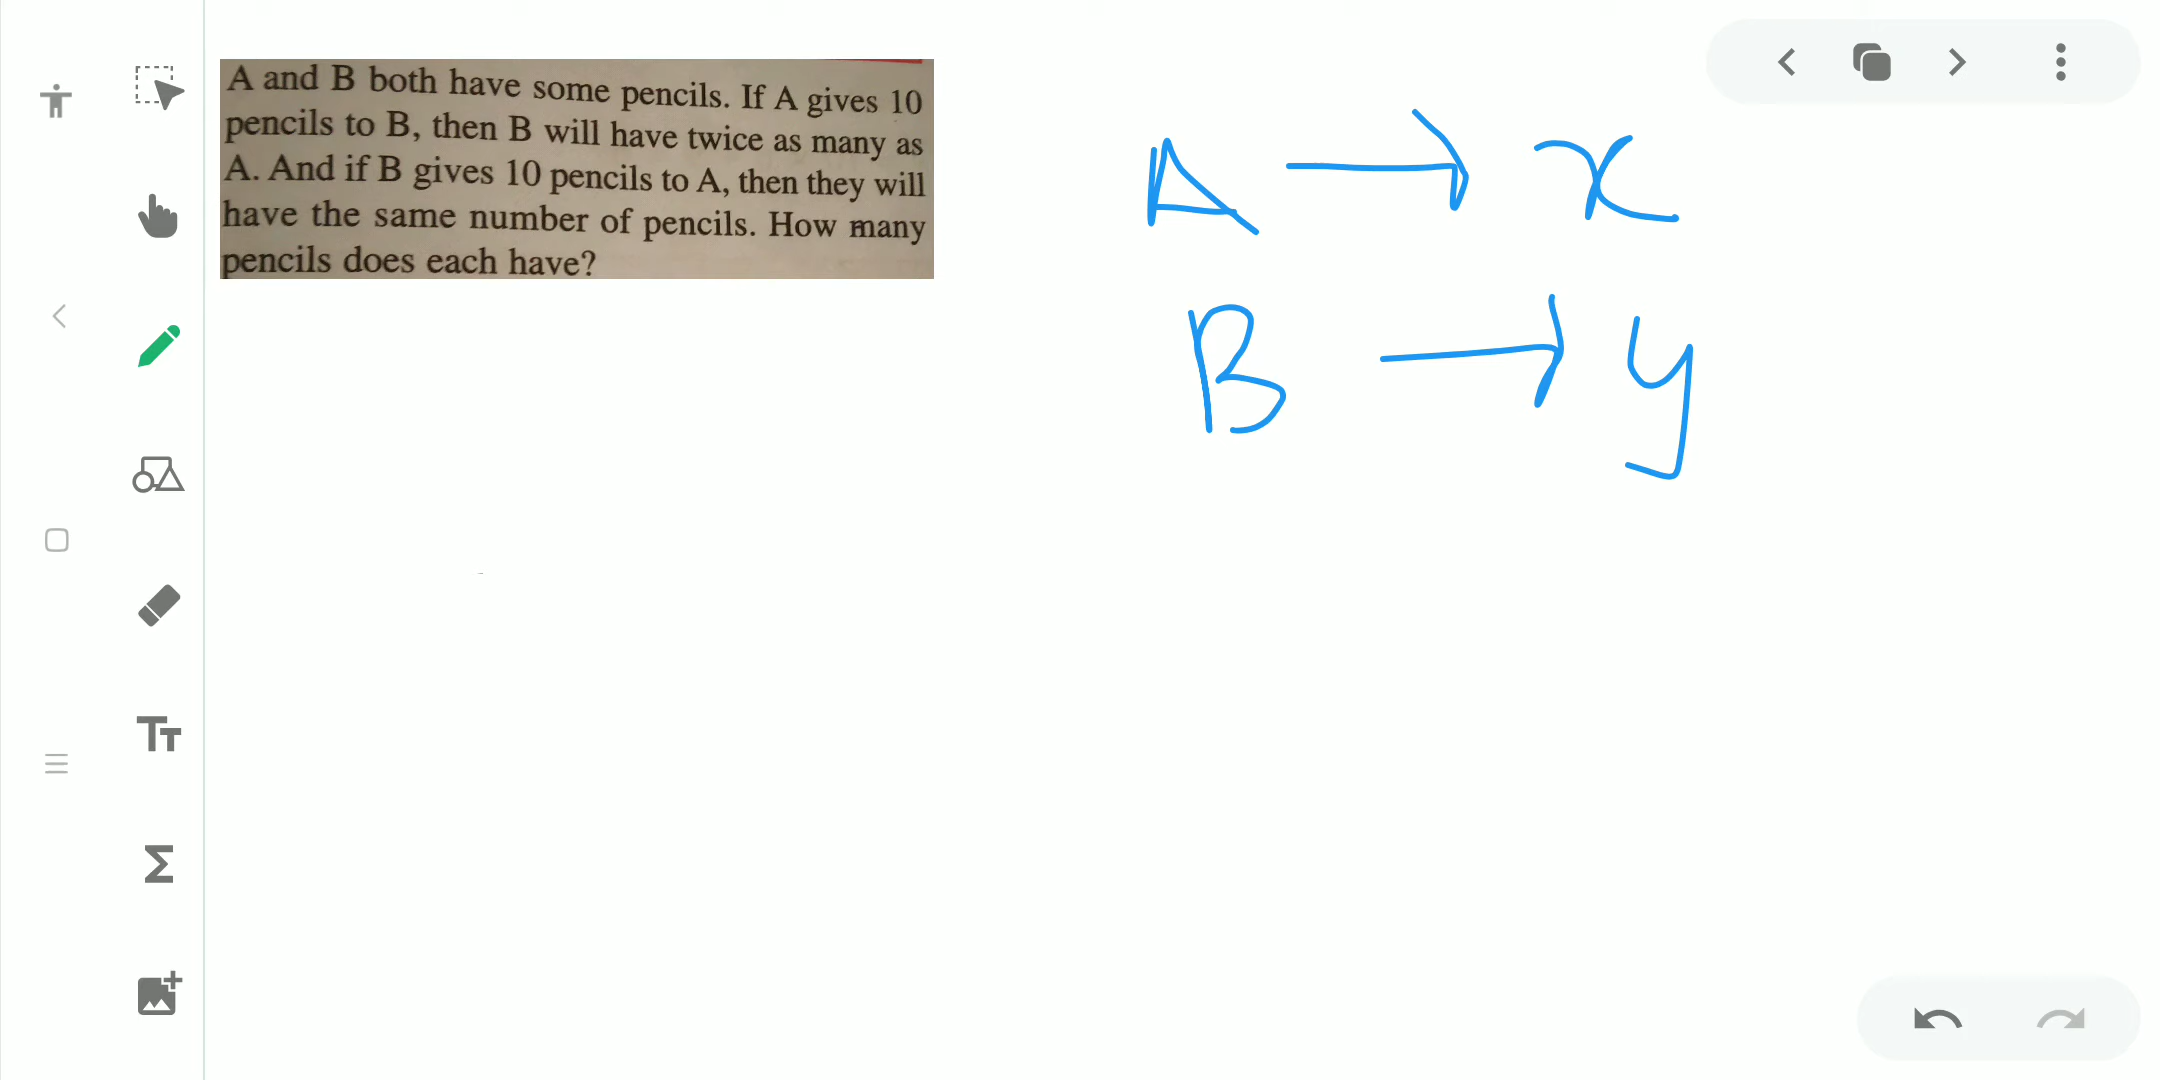 A and B both have some pencils. If A gives 10
pencils to B, then B will have twice as many as
A. And if B gives 10 pencils to A, then they will
have the same number of pencils. How many
pencils does each have?
A → x
B → y
Tт
Σ